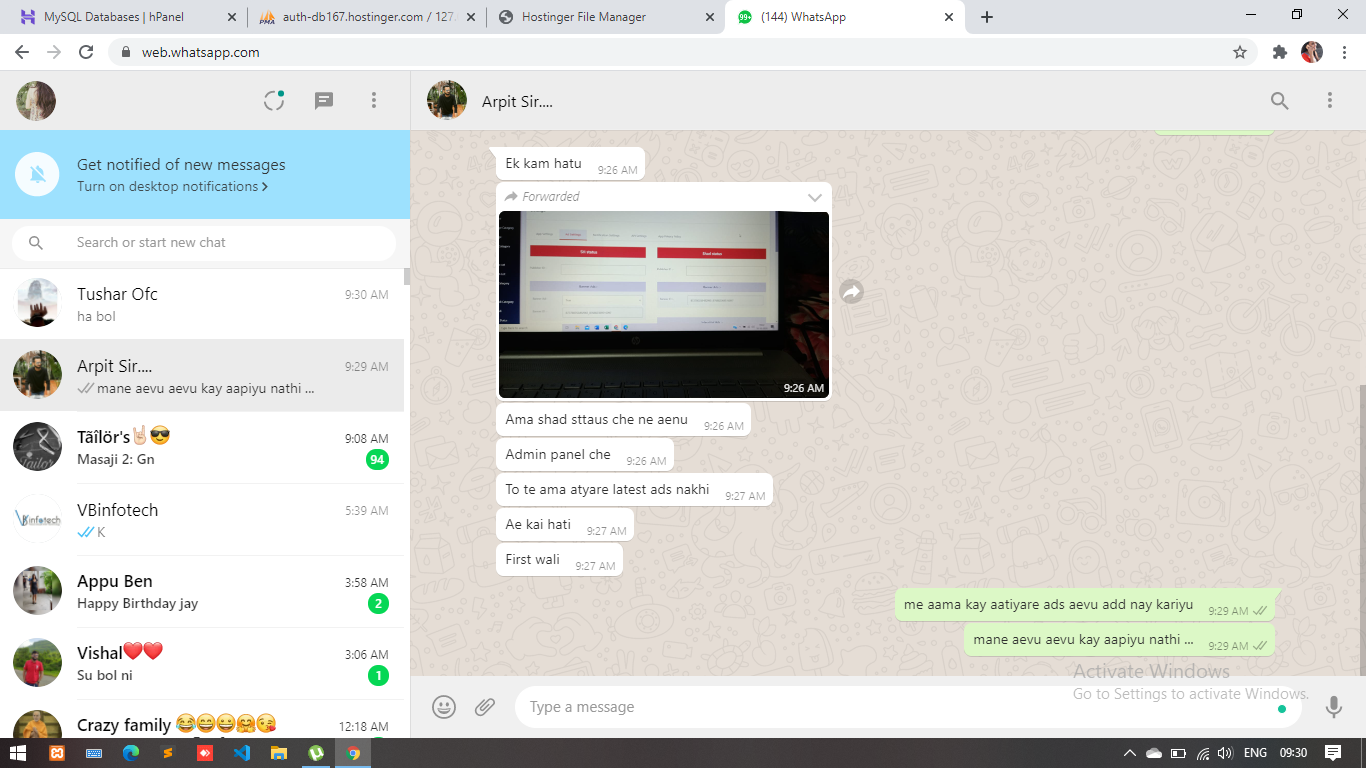 MySQL Databases | hPanel
auth-db167.hostinger.com / 127.
Hostinger File Manager
(144) WhatsApp
web.whatsapp.com
Arpit Sir....
Get notified of new messages
Turn on desktop notifications
Search or start new chat
Tushar Ofc 9:30 AM
ha bol
Arpit Sir.... 9:29 AM
mane aevu aevu kay aapiyu nathi ...
Tãîlör's🤘🏻😎 9:08 AM
Masaji 2: Gn 94
VBinfotech 5:39 AM
K
Appu Ben 3:58 AM
Happy Birthday jay 2
Vishal❤️❤️ 3:06 AM
Su bol ni 1
Crazy family 😂😄😀🤗😘 12:18 AM
Ek kam hatu 9:26 AM
Forwarded
9:26 AM
Ama shad sttaus che ne aenu 9:26 AM
Admin panel che 9:26 AM
To te ama atyare latest ads nakhi 9:27 AM
Ae kai hati 9:27 AM
First wali 9:27 AM
me aama kay aatiyare ads aevu add nay kariyu 9:29 AM
mane aevu aevu kay aapiyu nathi ... 9:29 AM
Activate Windows
Go to Settings to activate Windows.
Type a message
ENG 09:30